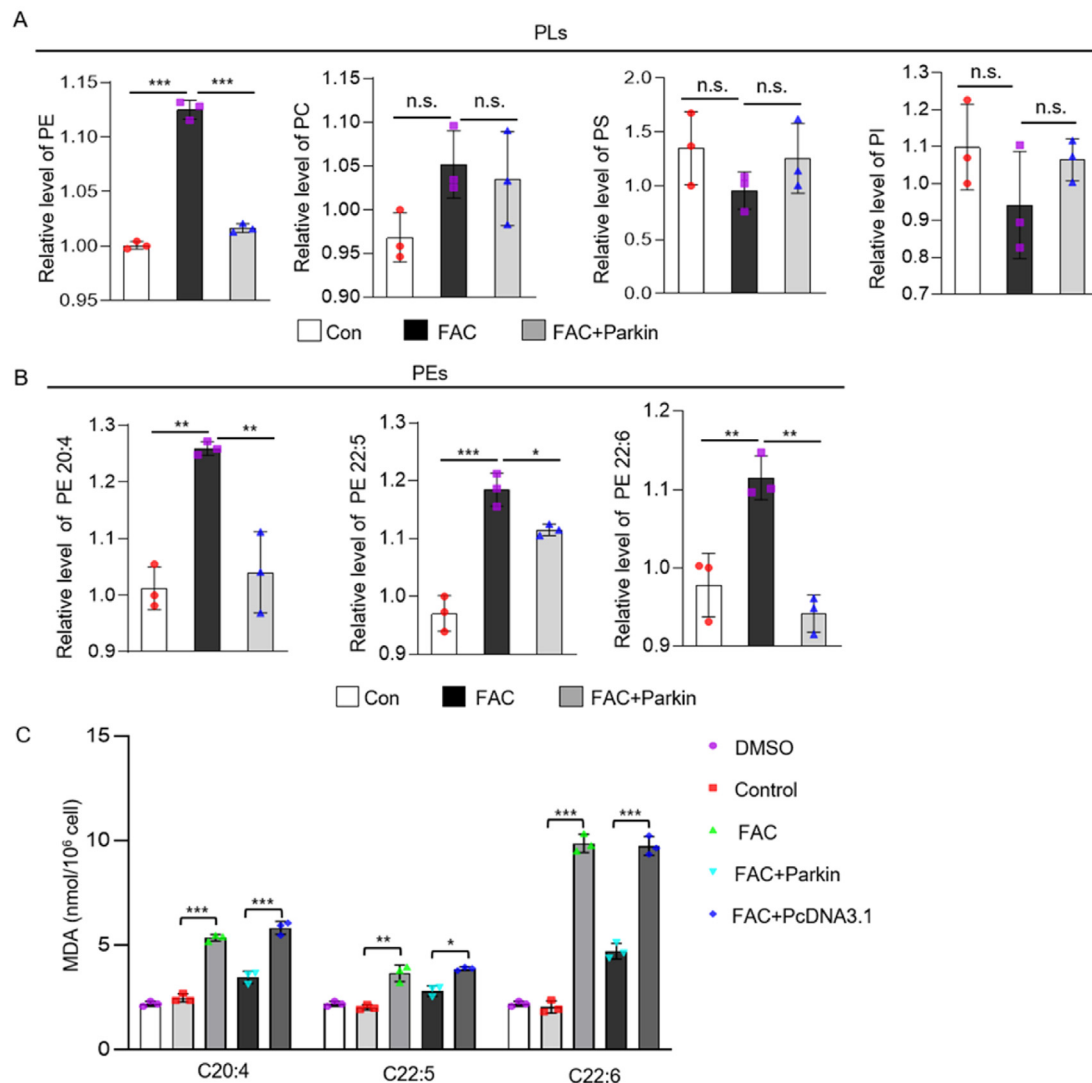 A
PLs
Relative level of PE
1.15
1.10
1.05
1.00
0.95
*** ***
Relative level of PC
1.15
1.10
1.05
1.00
0.95
0.90
n.s. n.s.
Relative level of PS
2.0
1.5
1.0
0.5
0.0
n.s. n.s.
Relative level of PI
1.3
1.2
1.1
1.0
0.9
0.8
0.7
n.s.
n.s.
Con FAC FAC+Parkin
B
PEs
Relative level of PE 20:4
1.3
1.2
1.1
1.0
0.9
** **
Relative level of PE 22:5
1.3
1.2
1.1
1.0
0.9
*** *
Relative level of PE 22:6
1.2
1.1
1.0
0.9
** **
Con FAC FAC+Parkin
C
MDA (nmol/10⁶ cell)
15
10
5
0
*** ***
** *
*** ***
C20:4 C22:5 C22:6
DMSO
Control
FAC
FAC+Parkin
FAC+PcDNA3.1